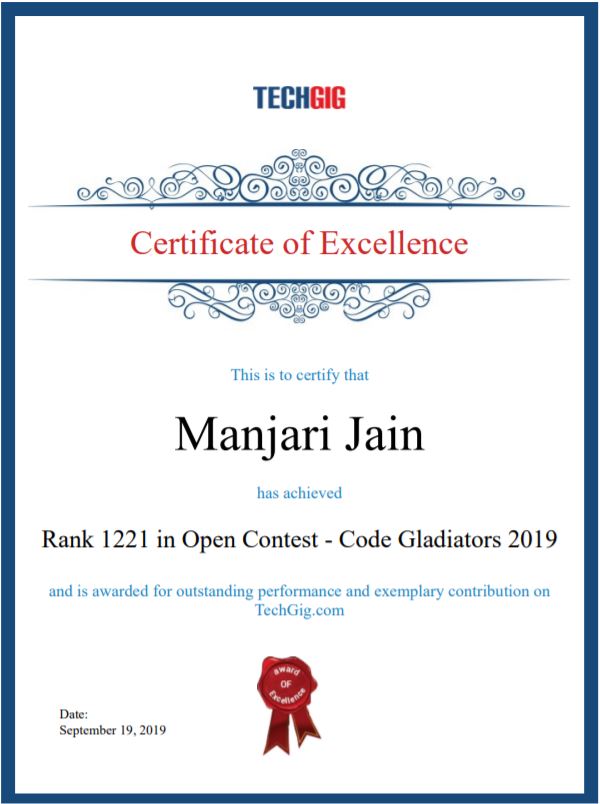 TECHGIG
Certificate of Excellence
This is to certify that
Manjari Jain
has achieved
Rank 1221 in Open Contest - Code Gladiators 2019
and is awarded for outstanding performance and exemplary contribution on
TechGig.com
award
OF
Excellence
Date:
September 19, 2019